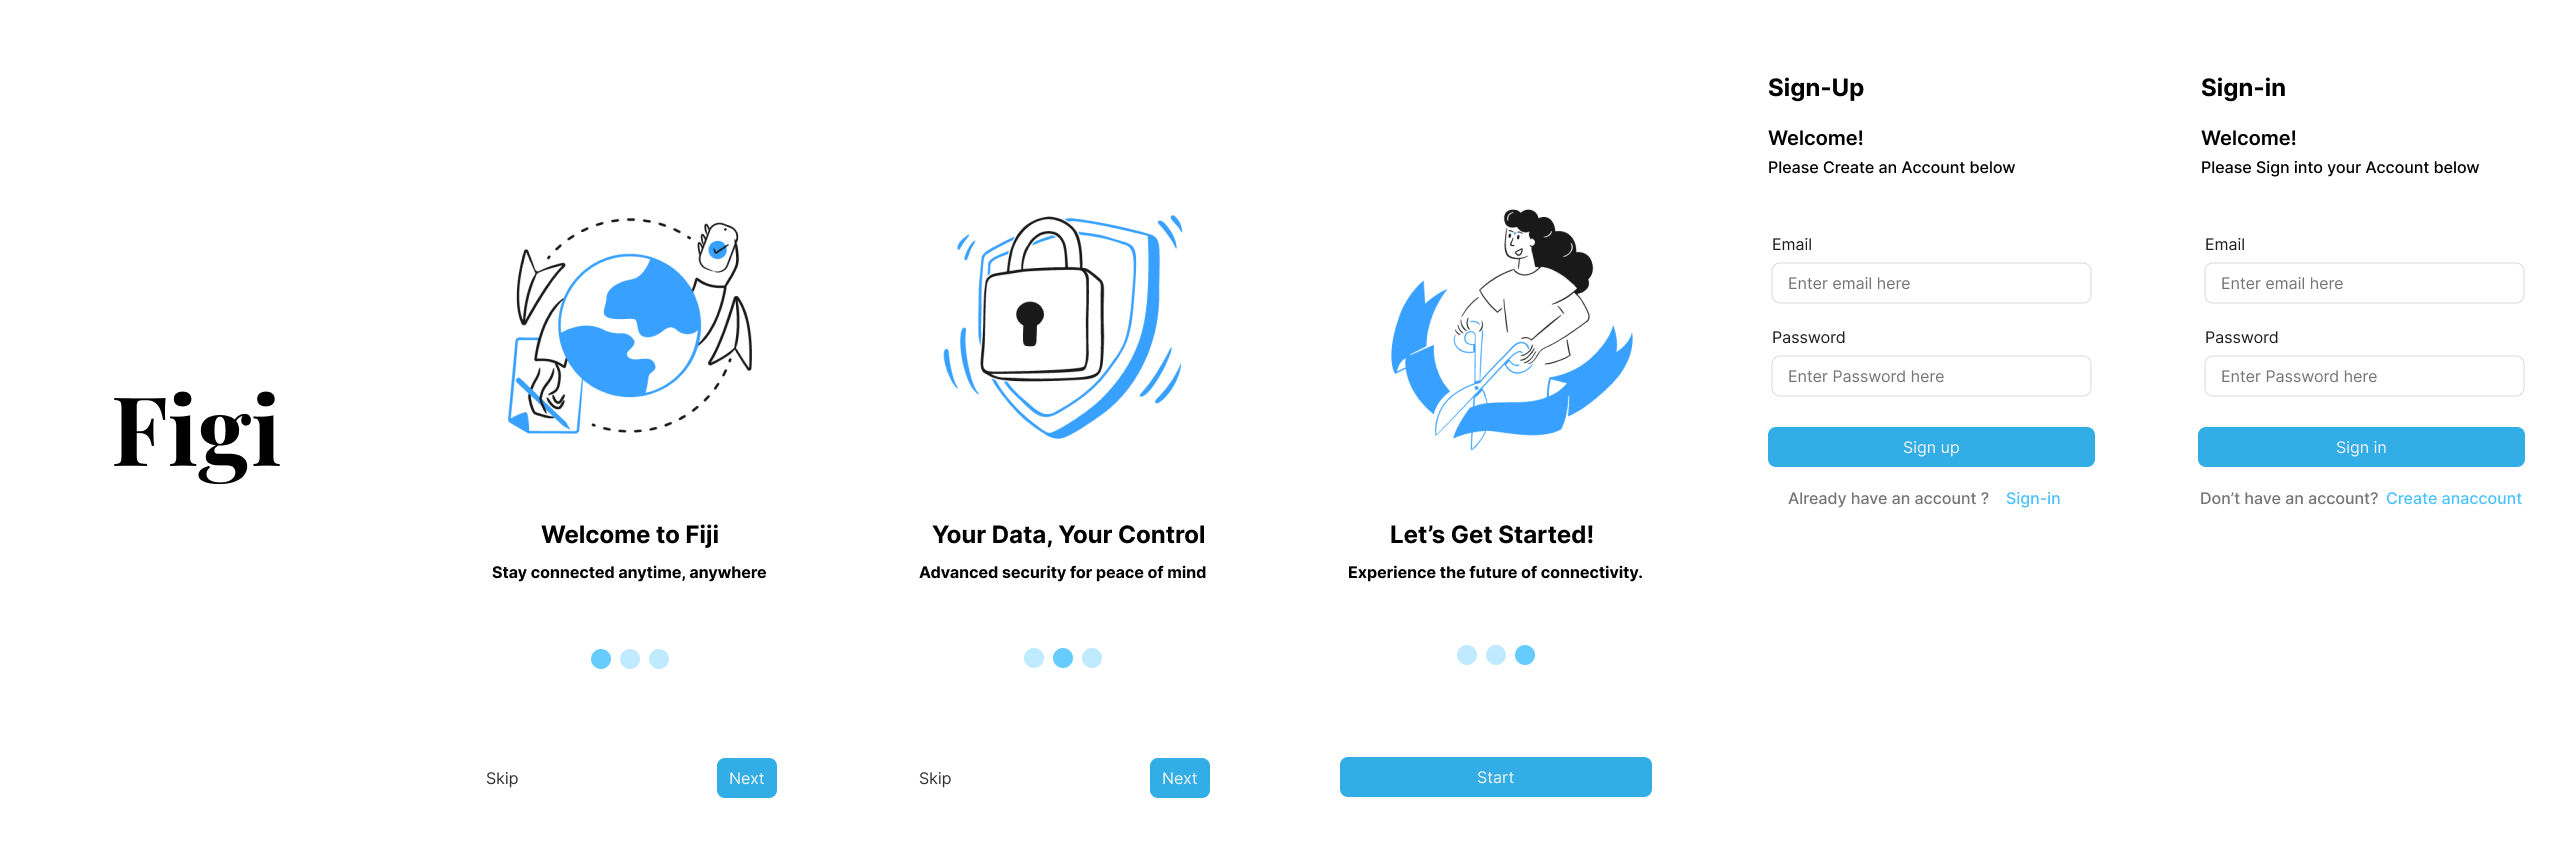 Figi
Welcome to Fiji
Stay connected anytime, anywhere
Skip
Next
Your Data, Your Control
Advanced security for peace of mind
Skip
Next
Let’s Get Started!
Experience the future of connectivity.
Start
Sign-Up
Welcome!
Please Create an Account below
Email
Enter email here
Password
Enter Password here
Sign up
Already have an account ? Sign-in
Sign-in
Welcome!
Please Sign into your Account below
Email
Enter email here
Password
Enter Password here
Sign in
Don’t have an account? Create anaccount